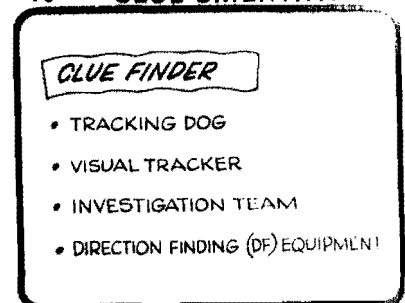 CLUE FINDER
• TRACKING DOG
• VISUAL TRACKER
• INVESTIGATION TEAM
• DIRECTION FINDING (DF) EQUIPMENT